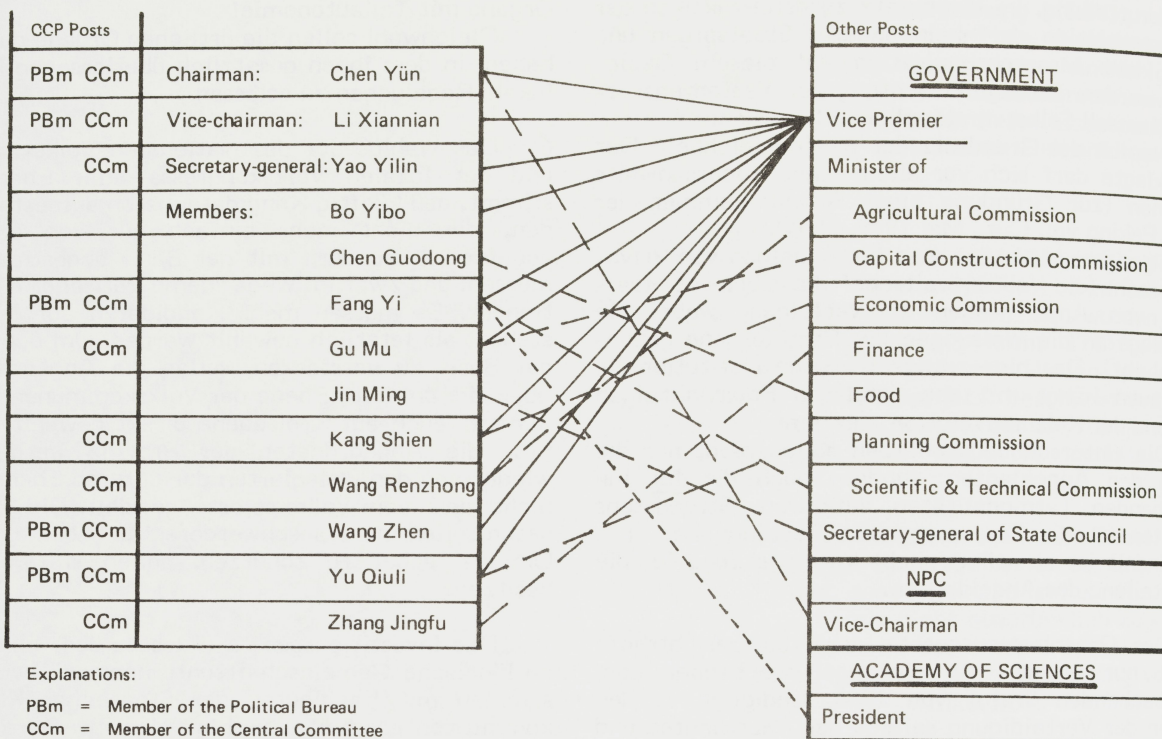 CCP Posts
PBm CCm Chairman: Chen Yün
PBm CCm Vice-chairman: Li Xiannian
CCm Secretary-general: Yao Yilin
Members: Bo Yibo
Chen Guodong
PBm CCm Fang Yi
CCm Gu Mu
Jin Ming
CCm Kang Shien
CCm Wang Renzhong
PBm CCm Wang Zhen
PBm CCm Yu Qiuli
CCm Zhang Jingfu
Explanations:
PBm = Member of the Political Bureau
CCm = Member of the Central Committee
Other Posts
GOVERNMENT
Vice Premier
Minister of
Agricultural Commission
Capital Construction Commission
Economic Commission
Finance
Food
Planning Commission
Scientific & Technical Commission
Secretary-general of State Council
NPC
Vice-Chairman
ACADEMY OF SCIENCES
President